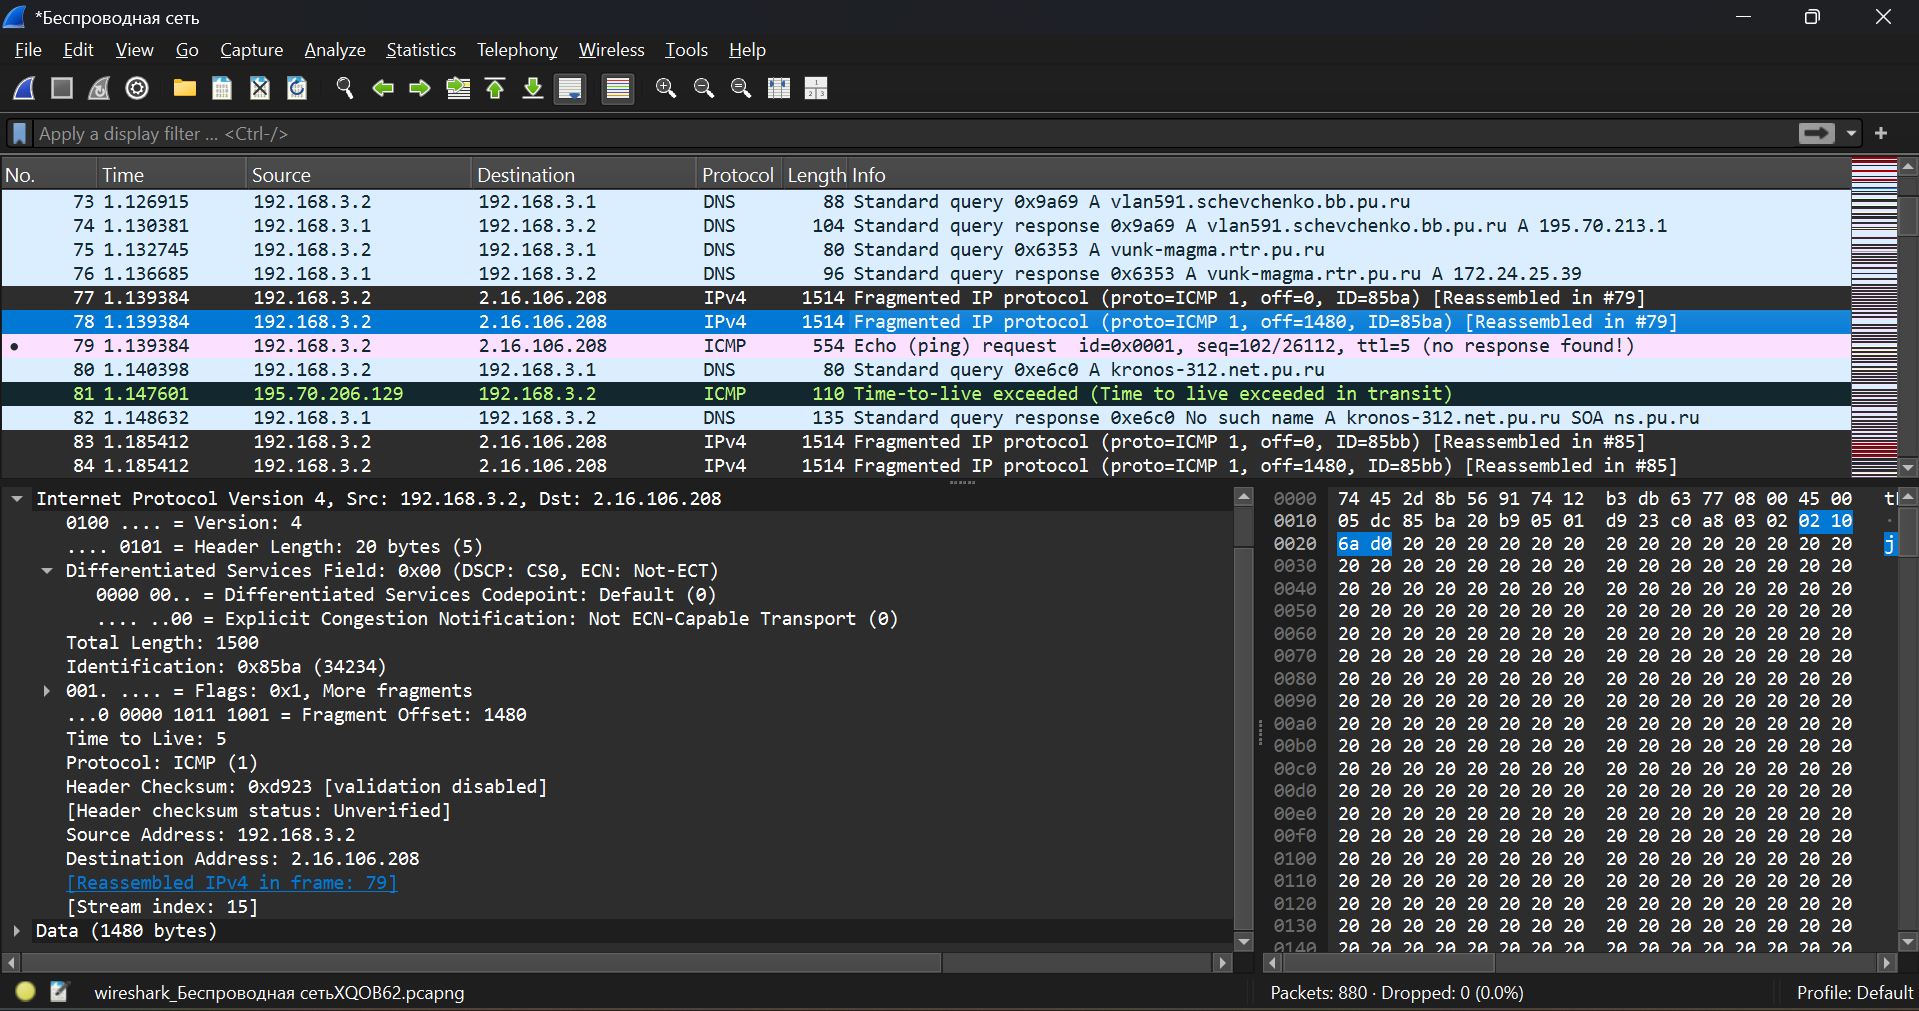 *Беспроводная сеть
File Edit View Go Capture Analyze Statistics Telephony Wireless Tools Help
Apply a display filter ... <Ctrl-/>
No. Time Source Destination Protocol Length Info
73 1.126915 192.168.3.2 192.168.3.1 DNS 88 Standard query 0x9a69 A vlan591.schevchenko.bb.pu.ru
74 1.130381 192.168.3.1 192.168.3.2 DNS 104 Standard query response 0x9a69 A vlan591.schevchenko.bb.pu.ru A 195.70.213.1
75 1.132745 192.168.3.2 192.168.3.1 DNS 80 Standard query 0x6353 A vunk-magma.rtr.pu.ru
76 1.136685 192.168.3.1 192.168.3.2 DNS 96 Standard query response 0x6353 A vunk-magma.rtr.pu.ru A 172.24.25.39
77 1.139384 192.168.3.2 2.16.106.208 IPv4 1514 Fragmented IP protocol (proto=ICMP 1, off=0, ID=85ba) [Reassembled in #79]
78 1.139384 192.168.3.2 2.16.106.208 IPv4 1514 Fragmented IP protocol (proto=ICMP 1, off=1480, ID=85ba) [Reassembled in #79]
79 1.139384 192.168.3.2 2.16.106.208 ICMP 554 Echo (ping) request id=0x0001, seq=102/26112, ttl=5 (no response found!)
80 1.140398 192.168.3.2 192.168.3.1 DNS 80 Standard query 0xe6c0 A kronos-312.net.pu.ru
81 1.147601 195.70.206.129 192.168.3.2 ICMP 110 Time-to-live exceeded (Time to live exceeded in transit)
82 1.148632 192.168.3.1 192.168.3.2 DNS 135 Standard query response 0xe6c0 No such name A kronos-312.net.pu.ru SOA ns.pu.ru
83 1.185412 192.168.3.2 2.16.106.208 IPv4 1514 Fragmented IP protocol (proto=ICMP 1, off=0, ID=85bb) [Reassembled in #85]
84 1.185412 192.168.3.2 2.16.106.208 IPv4 1514 Fragmented IP protocol (proto=ICMP 1, off=1480, ID=85bb) [Reassembled in #85]
Internet Protocol Version 4, Src: 192.168.3.2, Dst: 2.16.106.208
0100 .... = Version: 4
.... 0101 = Header Length: 20 bytes (5)
Differentiated Services Field: 0x00 (DSCP: CS0, ECN: Not-ECT)
0000 00.. = Differentiated Services Codepoint: Default (0)
.... ..00 = Explicit Congestion Notification: Not ECN-Capable Transport (0)
Total Length: 1500
Identification: 0x85ba (34234)
001. .... = Flags: 0x1, More fragments
...0 0000 1011 1001 = Fragment Offset: 1480
Time to Live: 5
Protocol: ICMP (1)
Header Checksum: 0xd923 [validation disabled]
[Header checksum status: Unverified]
Source Address: 192.168.3.2
Destination Address: 2.16.106.208
[Reassembled IPv4 in frame: 79]
[Stream index: 15]
Data (1480 bytes)
0000 74 45 2d 8b 56 91 74 12 b3 db 63 77 08 00 45 00 t
0010 05 dc 85 ba 20 b9 05 01 d9 23 c0 a8 03 02 02 10 ·
0020 6a d0 20 20 20 20 20 20 20 20 20 20 20 20 20 20 j
0030 20 20 20 20 20 20 20 20 20 20 20 20 20 20 20 20
0040 20 20 20 20 20 20 20 20 20 20 20 20 20 20 20 20
0050 20 20 20 20 20 20 20 20 20 20 20 20 20 20 20 20
0060 20 20 20 20 20 20 20 20 20 20 20 20 20 20 20 20
0070 20 20 20 20 20 20 20 20 20 20 20 20 20 20 20 20
0080 20 20 20 20 20 20 20 20 20 20 20 20 20 20 20 20
0090 20 20 20 20 20 20 20 20 20 20 20 20 20 20 20 20
00a0 20 20 20 20 20 20 20 20 20 20 20 20 20 20 20 20
00b0 20 20 20 20 20 20 20 20 20 20 20 20 20 20 20 20
00c0 20 20 20 20 20 20 20 20 20 20 20 20 20 20 20 20
00d0 20 20 20 20 20 20 20 20 20 20 20 20 20 20 20 20
00e0 20 20 20 20 20 20 20 20 20 20 20 20 20 20 20 20
00f0 20 20 20 20 20 20 20 20 20 20 20 20 20 20 20 20
0100 20 20 20 20 20 20 20 20 20 20 20 20 20 20 20 20
0110 20 20 20 20 20 20 20 20 20 20 20 20 20 20 20 20
0120 20 20 20 20 20 20 20 20 20 20 20 20 20 20 20 20
0130 20 20 20 20 20 20 20 20 20 20 20 20 20 20 20 20
0140 20 20 20 20 20 20 20 20 20 20 20 20 20 20 20 20
wireshark_Беспроводная сетьXQOB62.pcapng
Packets: 880 · Dropped: 0 (0.0%)
Profile: Default